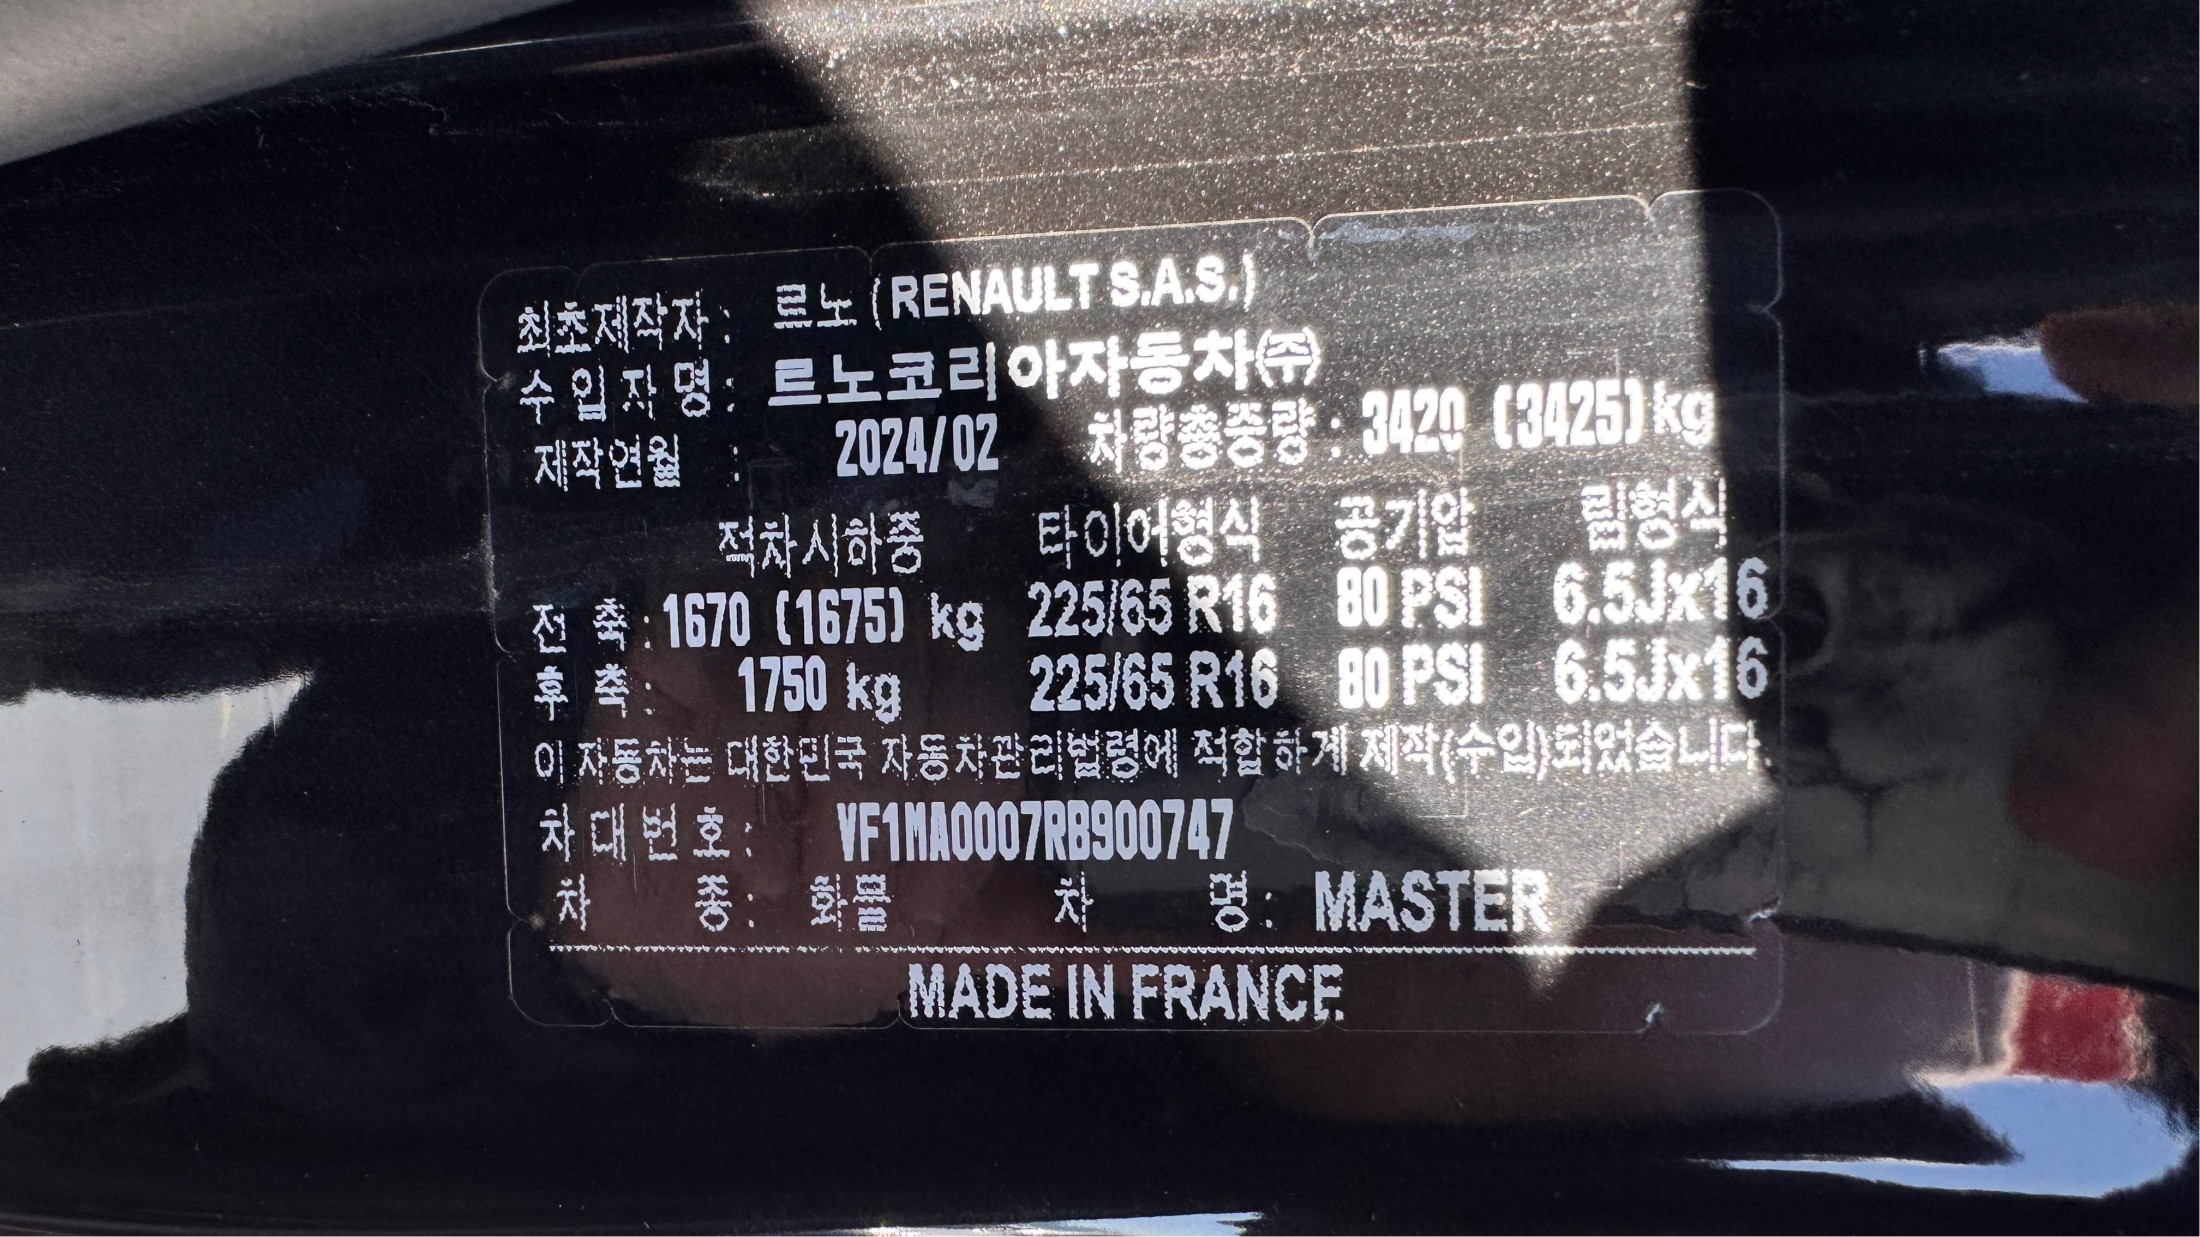 최초제작자 : 르노 (RENAULT S.A.S.)
수 입 자 명 : 르노코리아자동차㈜
제작연월 : 2024/02 차량총중량 : 3420 (3425) kg
적차시하중 타이어형식 공기압 림형식
전 축 : 1670 (1675) kg 225/65 R16 80 PSI 6.5Jx16
후 축 : 1750 kg 225/65 R16 80 PSI 6.5Jx16
이 자동차는 대한민국 자동차관리법령에 적합하게 제작(수입)되었습니다.
차 대 번 호 : VF1MA0007RB900747
차 종 : 화물 차 명 : MASTER
MADE IN FRANCE